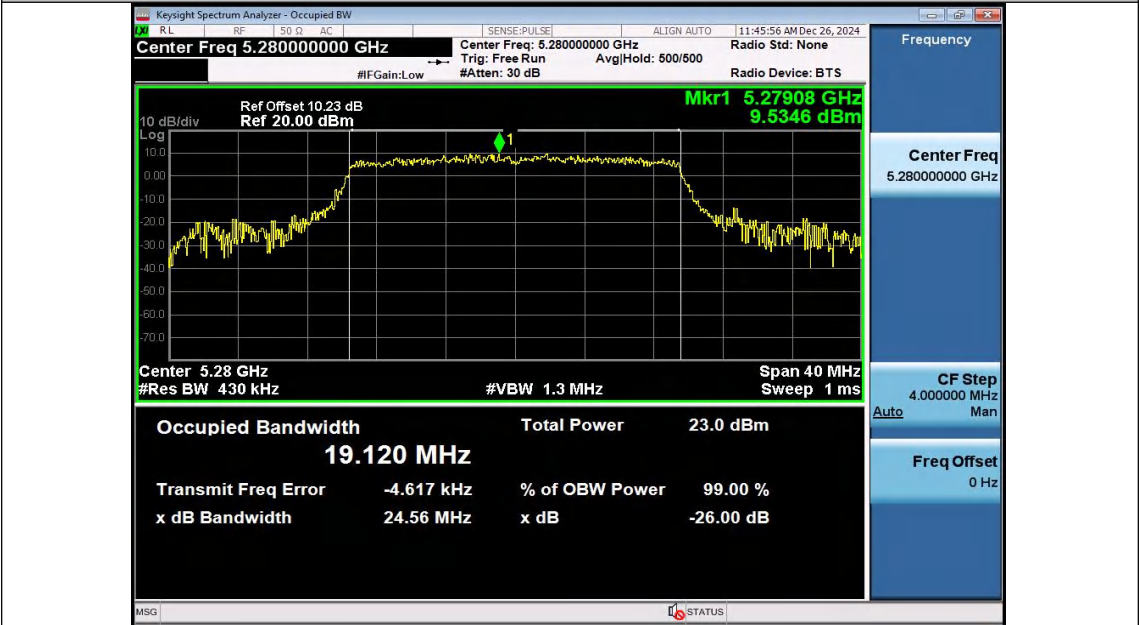 Keysight Spectrum Analyzer - Occupied BW
LXI RL RF 50 Ω AC SENSE:PULSE ALIGN AUTO 11:45:56 AM Dec 26, 2024
Center Freq 5.280000000 GHz
Center Freq: 5.280000000 GHz
Radio Std: None
Trig: Free Run Avg|Hold: 500/500
#IFGain:Low
#Atten: 30 dB
Radio Device: BTS
Frequency
Mkr1 5.27908 GHz
9.5346 dBm
Ref Offset 10.23 dB
10 dB/div Ref 20.00 dBm
Log
1
10.0
0.00
-10.0
-20.0
-30.0
-40.0
-50.0
-60.0
-70.0
Center 5.28 GHz
Span 40 MHz
#Res BW 430 kHz
#VBW 1.3 MHz
Sweep 1 ms
Center Freq
5.280000000 GHz
CF Step
4.000000 MHz
Auto Man
Freq Offset
0 Hz
Occupied Bandwidth
19.120 MHz
Total Power 23.0 dBm
Transmit Freq Error -4.617 kHz
% of OBW Power 99.00 %
x dB Bandwidth 24.56 MHz
x dB -26.00 dB
MSG
STATUS